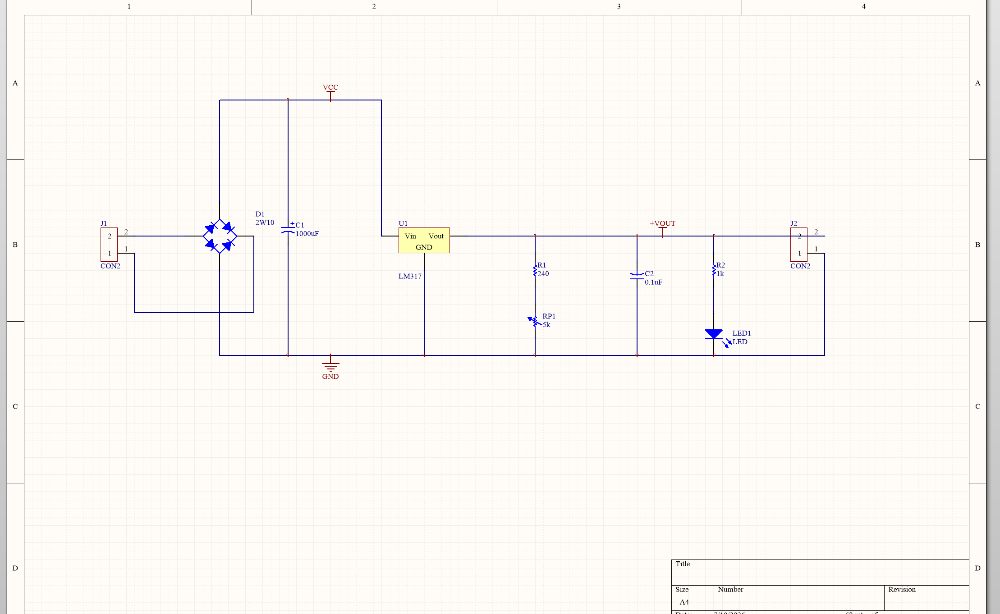 1 2 3 4
A A
VCC
D1
2W10
J1
2 2
1 1
CON2
C1
1000uF
U1
Vin Vout
GND
LM317
+VOUT
J2
2 2
1 1
CON2
B B
R1
240
C2
0.1uF
R2
1k
RP1
5k
LED1
LED
GND
C C
D D
Title
Size Number Revision
A4